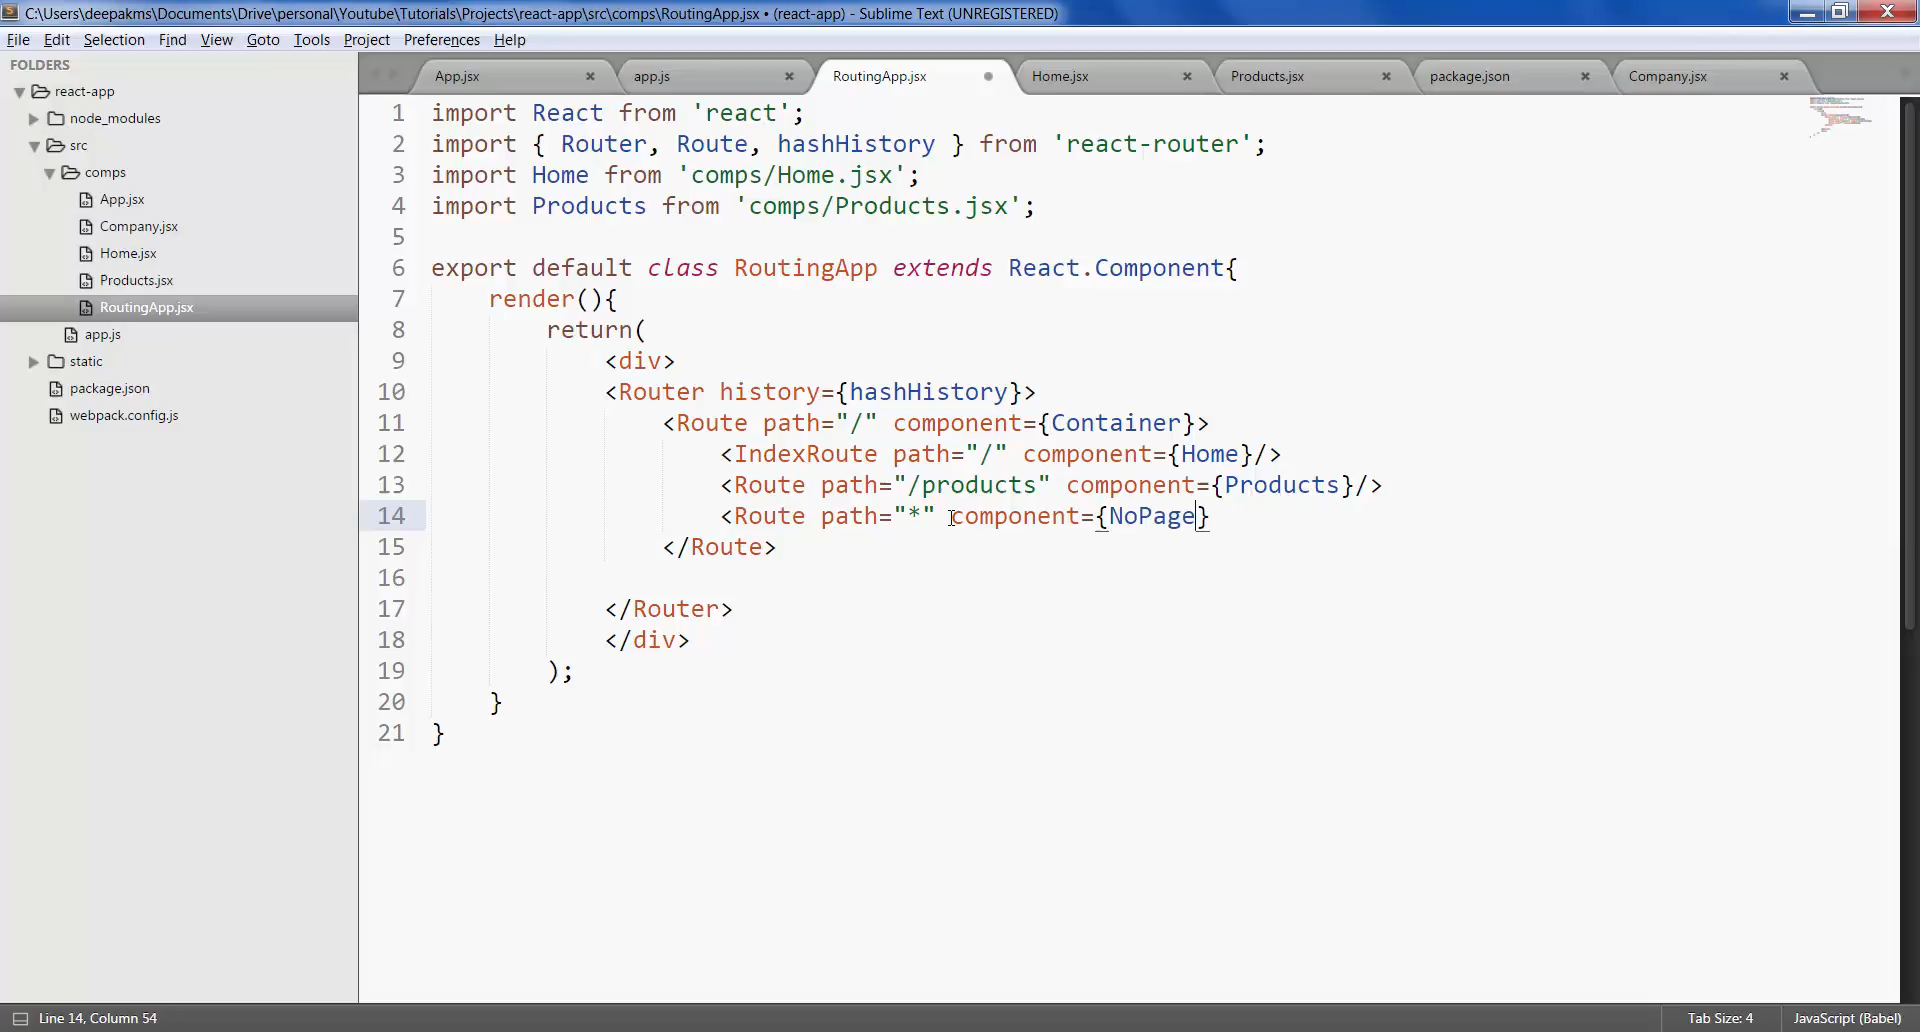 C:\Users\deepakms\Documents\Drive\personal\Youtube\Tutorials\Projects\react-app\src\comps\RoutingApp.jsx • (react-app) - Sublime Text (UNREGISTERED)
File Edit Selection Find View Goto Tools Project Preferences Help
FOLDERS
react-app
node_modules
src
comps
App.jsx
Company.jsx
Home.jsx
Products.jsx
RoutingApp.jsx
app.js
static
package.json
webpack.config.js
App.jsx app.js RoutingApp.jsx Home.jsx Products.jsx package.json Company.jsx
1 import React from 'react';
2 import { Router, Route, hashHistory } from 'react-router';
3 import Home from 'comps/Home.jsx';
4 import Products from 'comps/Products.jsx';
5
6 export default class RoutingApp extends React.Component{
7 render(){
8 return(
9 <div>
10 <Router history={hashHistory}>
11 <Route path="/" component={Container}>
12 <IndexRoute path="/" component={Home}/>
13 <Route path="/products" component={Products}/>
14 <Route path="*" component={NoPage}
15 </Route>
16
17 </Router>
18 </div>
19 );
20 }
21 }
Line 14, Column 54
Tab Size: 4
JavaScript (Babel)